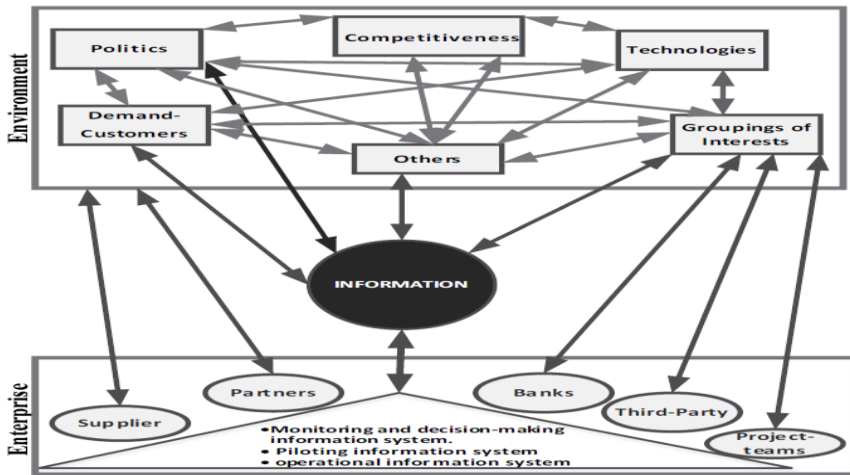 Environment
Politics
Competitiveness
Technologies
Demand-
Customers
Others
Groupings of
Interests
INFORMATION
Enterprise
Supplier
Partners
Banks
Third-Party
Project-
teams
•Monitoring and decision-making
information system.
• Piloting information system
• operational information system